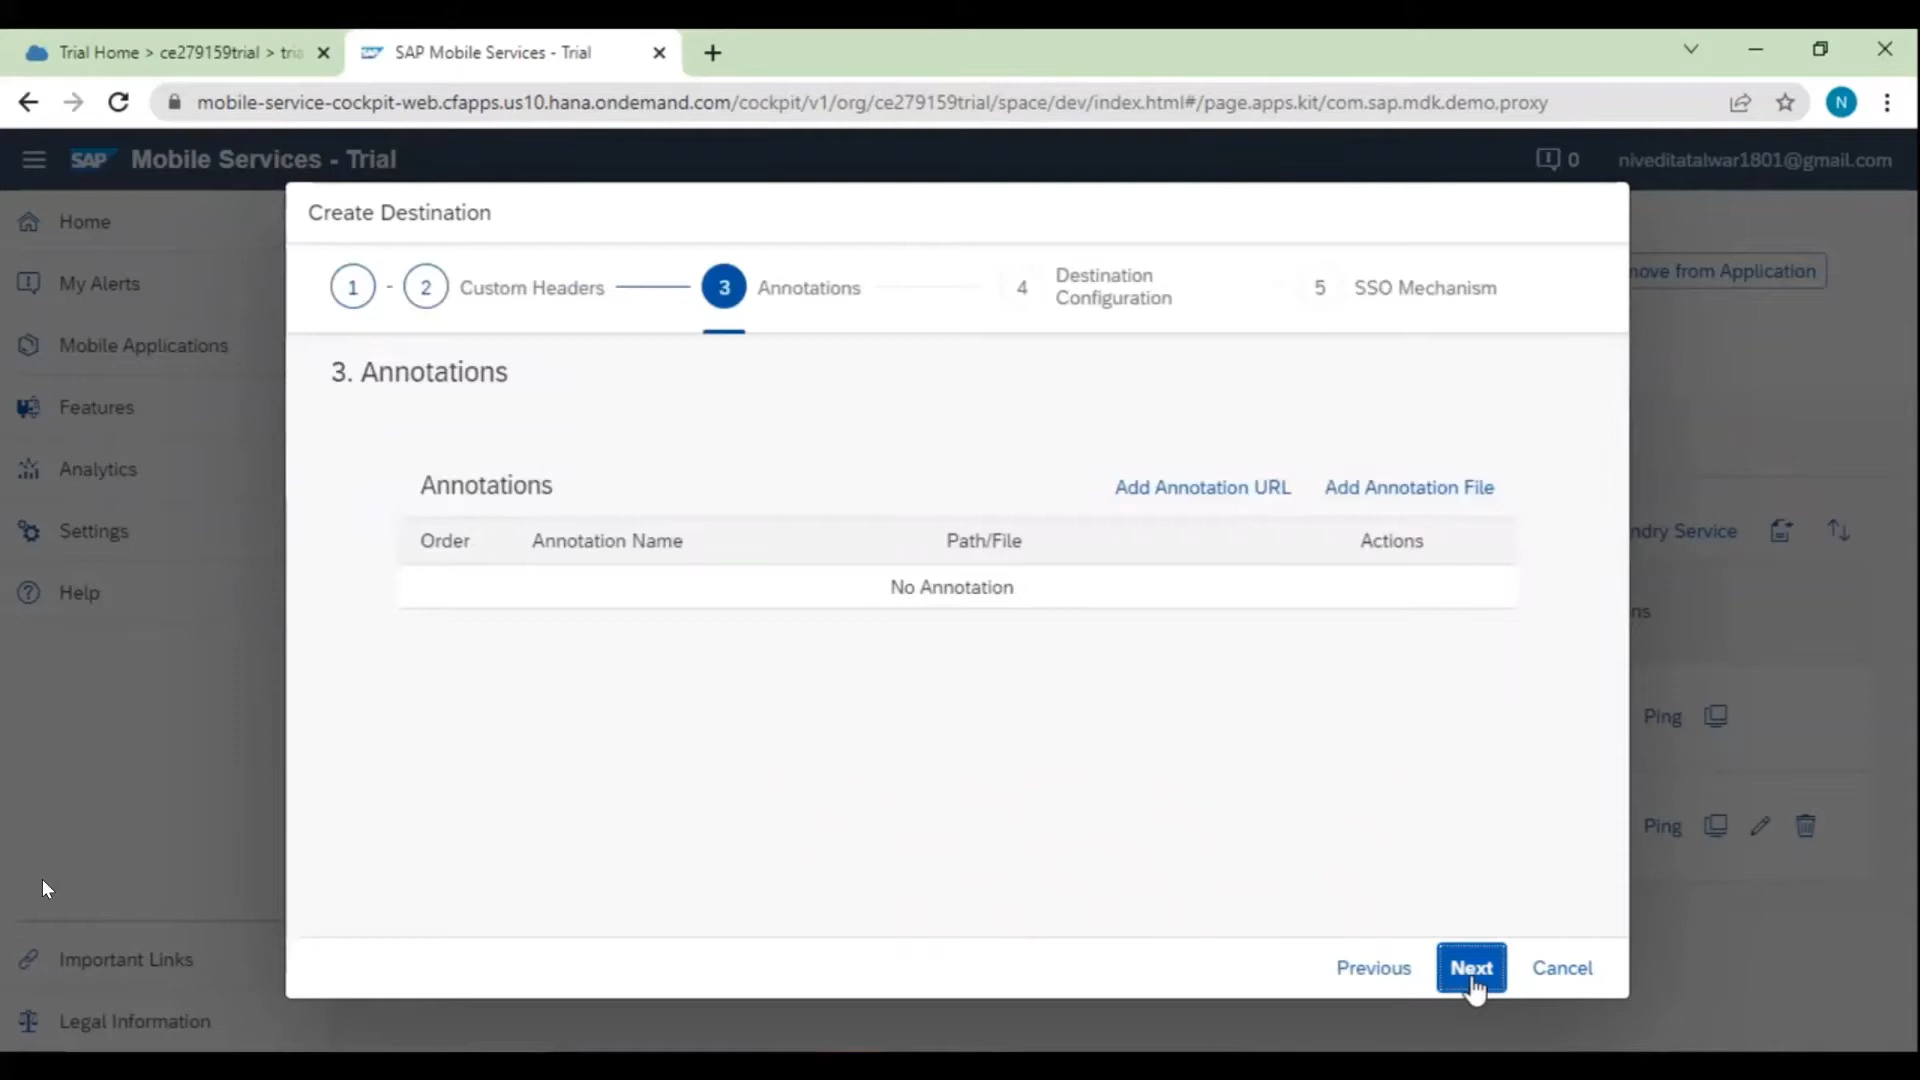 Trial Home > ce279159trial > tria
SAP Mobile Services - Trial
mobile-service-cockpit-web.cfapps.us10.hana.ondemand.com/cockpit/v1/org/ce279159trial/space/dev/index.html#/page.apps.kit/com.sap.mdk.demo.proxy
N
SAP Mobile Services - Trial
0
niveditatalwar1801@gmail.com
Home
My Alerts
Mobile Applications
Features
Analytics
Settings
Help
Important Links
Legal Information
Create Destination
1 - 2 Custom Headers
3 Annotations
4 Destination
Configuration
5 SSO Mechanism
3. Annotations
Annotations
Add Annotation URL
Add Annotation File
Order Annotation Name Path/File Actions
No Annotation
Previous Next Cancel
move from Application
ndry Service
ns
Ping
Ping